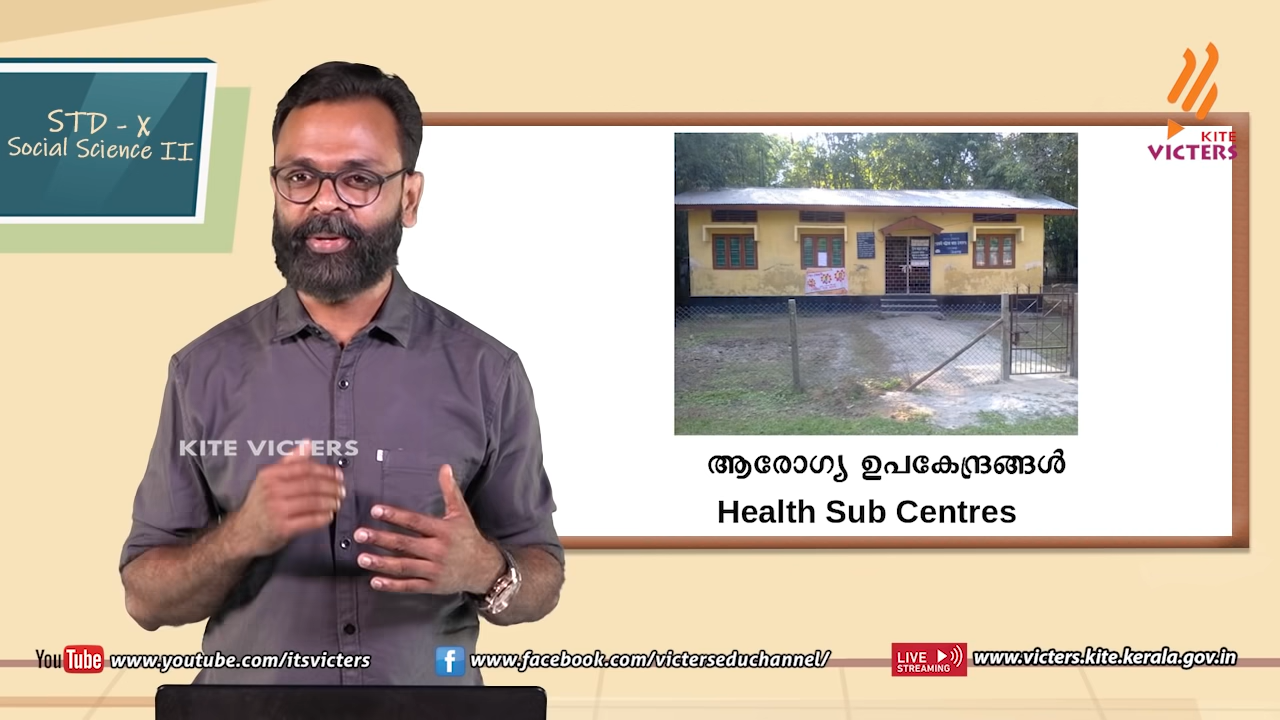 STD - X
Social Science II
KITE
VICTERS
ആരോഗ്യ ഉപകേന്ദ്രങ്ങൾ
Health Sub Centres
KITE VICTERS
YouTube www.youtube.com/itsvicters
f www.facebook.com/victerseduchannel/
LIVE
STREAMING
www.victers.kite.kerala.gov.in